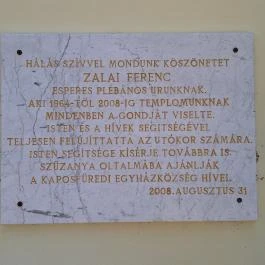 HÁLÁS SZÍVVEL MONDUNK KÖSZÖNETET
ZALAI FERENC
ESPERES PLÉBÁNOS URUNKNAK.
AKI 1964-TŐL 2008-IG TEMPLOMUNKNAK
MINDENBEN A GONDJÁT VISELTE.
ISTEN ÉS A HÍVEK SEGÍTSÉGÉVEL
TELJESEN FELÚJÍTTATTA AZ UTÓKOR SZÁMÁRA.
ISTEN SEGÍTSÉGE KÍSÉRJE TOVÁBBRA IS.
SZŰZANYA OLTALMÁBA AJÁNLJÁK
A KAPOSFÜREDI EGYHÁZKÖZSÉG HÍVEI.
2008. AUGUSZTUS 31